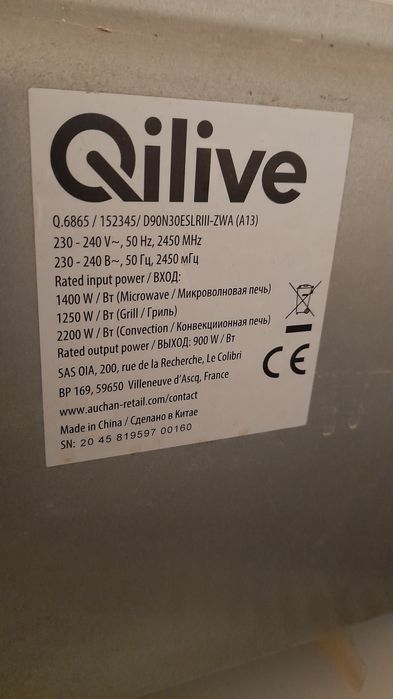 Qilive
Q.6865 / 152345/ D90N30ESLRIII-ZWA (A13)
230 - 240 V~, 50 Hz, 2450 MHz
230 - 240 В~, 50 Гц, 2450 мГц
Rated input power / ВХОД:
1400 W / Вт (Microwave / Микроволновая печь)
1250 W / Вт (Grill / Гриль)
2200 W / Вт (Convection / Конвекциионная печь)
Rated output power / ВЫХОД: 900 W / Вт
SAS OIA, 200, rue de la Recherche, Le Colibri
BP 169, 59650 Villeneuve d'Ascq, France
www.auchan-retail.com/contact
Made in China / Сделано в Китае
SN: 20 45 819597 00160
CE